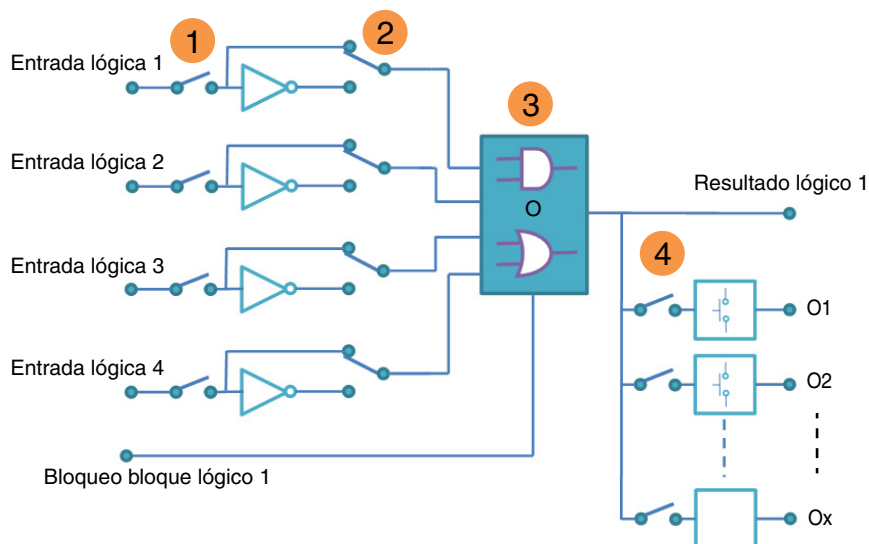 1
2
Entrada lógica 1
3
Entrada lógica 2
Resultado lógico 1
O
Entrada lógica 3
4
O1
Entrada lógica 4
O2
Bloqueo bloque lógico 1
Ox